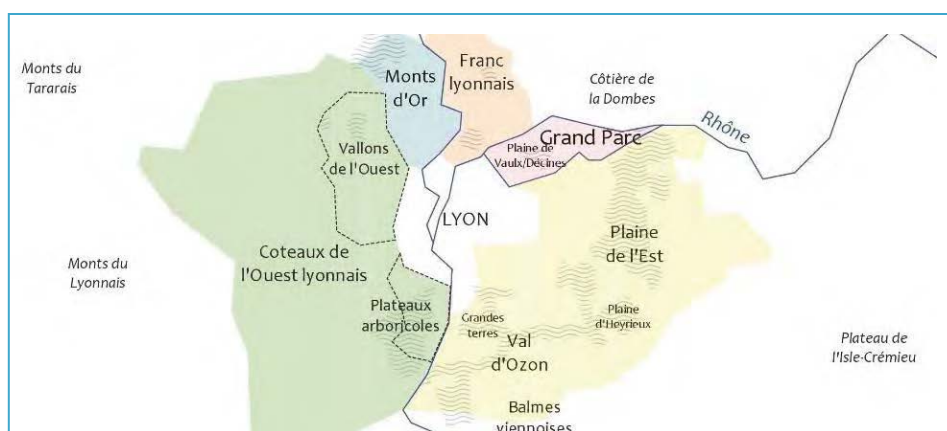 Monts du
Tararais
Monts
d'Or
Franc
lyonnais
Côtière de
la Dombes
Rhône
Grand Parc
Plaine de
Vaulx/Décines
Vallons
de l'Ouest
LYON
Plaine
de l'Est
Monts du
Lyonnais
Coteaux de
l'Ouest lyonnais
Plateaux
arboricoles
Grandes
terres
Plaine
d'Heyrieux
Val
d'Ozon
Plateau de
l'Isle-Crémieu
Balmes
viennoises